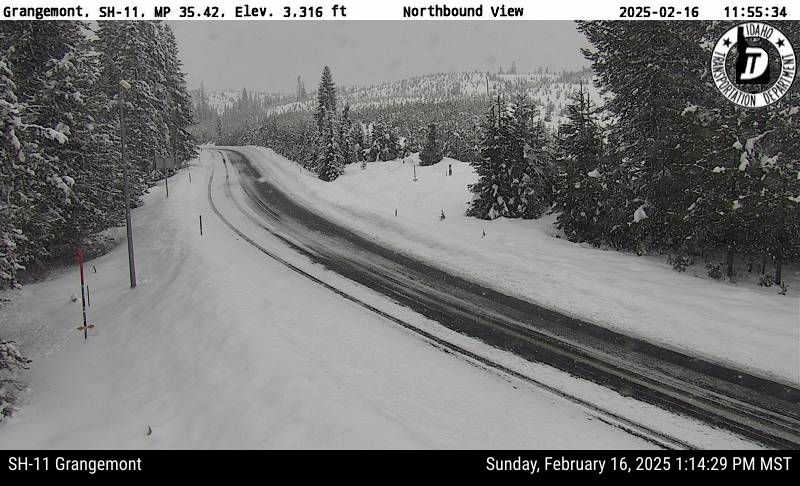 Grangemont, SH-11, MP 35.42, Elev. 3,316 ft Northbound View 2025-02-16 11:55:34
IDAHO
TRANSPORTATION DEPARTMENT
SH-11 Grangemont Sunday, February 16, 2025 1:14:29 PM MST